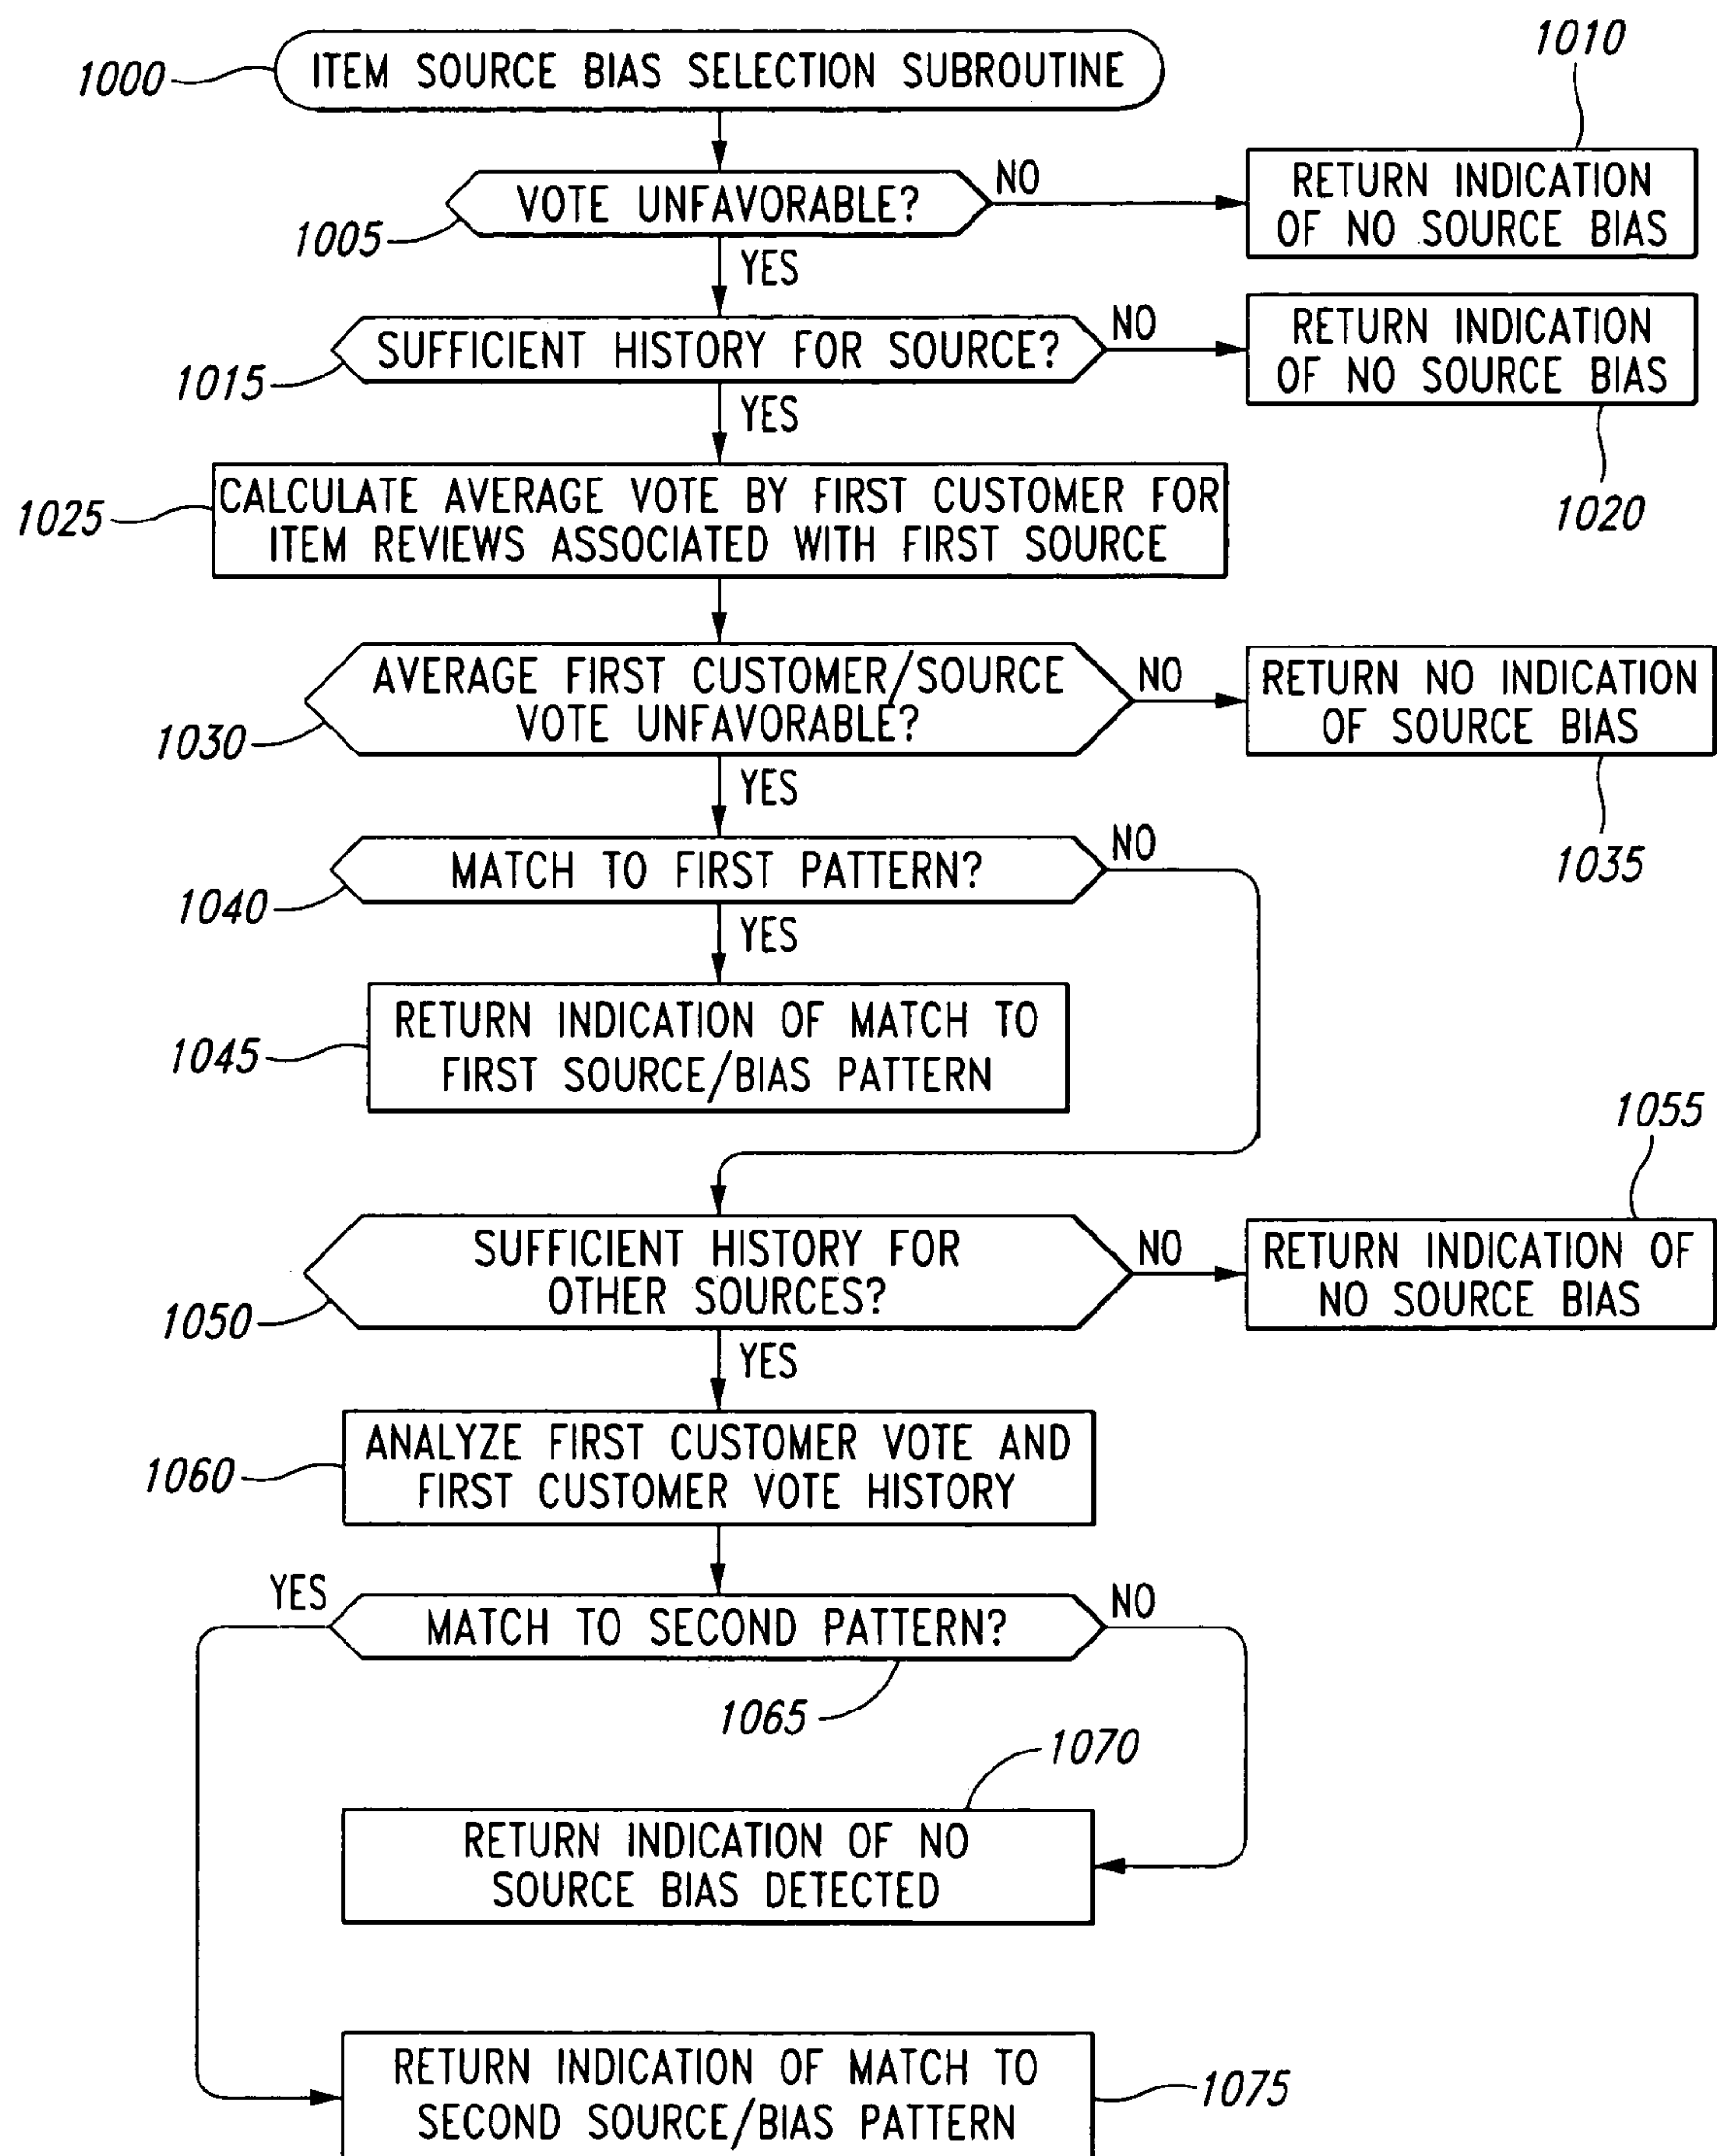 1000
ITEM SOURCE BIAS SELECTION SUBROUTINE
1010
VOTE UNFAVORABLE?
NO
1005
YES
RETURN INDICATION
OF NO SOURCE BIAS
SUFFICIENT HISTORY FOR SOURCE?
NO
1015
YES
RETURN INDICATION
OF NO SOURCE BIAS
1020
1025
CALCULATE AVERAGE VOTE BY FIRST CUSTOMER FOR
ITEM REVIEWS ASSOCIATED WITH FIRST SOURCE
AVERAGE FIRST CUSTOMER/SOURCE
VOTE UNFAVORABLE?
NO
1030
YES
RETURN NO INDICATION
OF SOURCE BIAS
1035
MATCH TO FIRST PATTERN?
NO
1040
YES
RETURN INDICATION OF MATCH TO
FIRST SOURCE/BIAS PATTERN
1045
1055
SUFFICIENT HISTORY FOR
OTHER SOURCES?
NO
1050
YES
RETURN INDICATION OF
NO SOURCE BIAS
ANALYZE FIRST CUSTOMER VOTE AND
FIRST CUSTOMER VOTE HISTORY
1060
YES
MATCH TO SECOND PATTERN?
NO
1065
1070
RETURN INDICATION OF NO
SOURCE BIAS DETECTED
RETURN INDICATION OF MATCH TO
SECOND SOURCE/BIAS PATTERN
1075